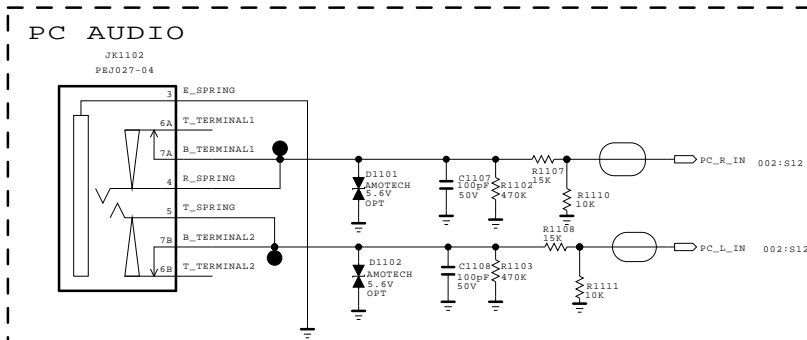 PC AUDIO
JK1102
PEJ027-04
3 E_SPRING
6A T_TERMINAL1
7A B_TERMINAL1
4 R_SPRING
5 T_SPRING
7B B_TERMINAL2
6B T_TERMINAL2
D1101
AMOTECH
5.6V
OPT
C1107
100pF
50V
R1102
470K
R1107
15K
R1110
10K
PC_R_IN 002:S12
D1102
AMOTECH
5.6V
OPT
C1108
100pF
50V
R1103
470K
R1108
15K
R1111
10K
PC_L_IN 002:S12